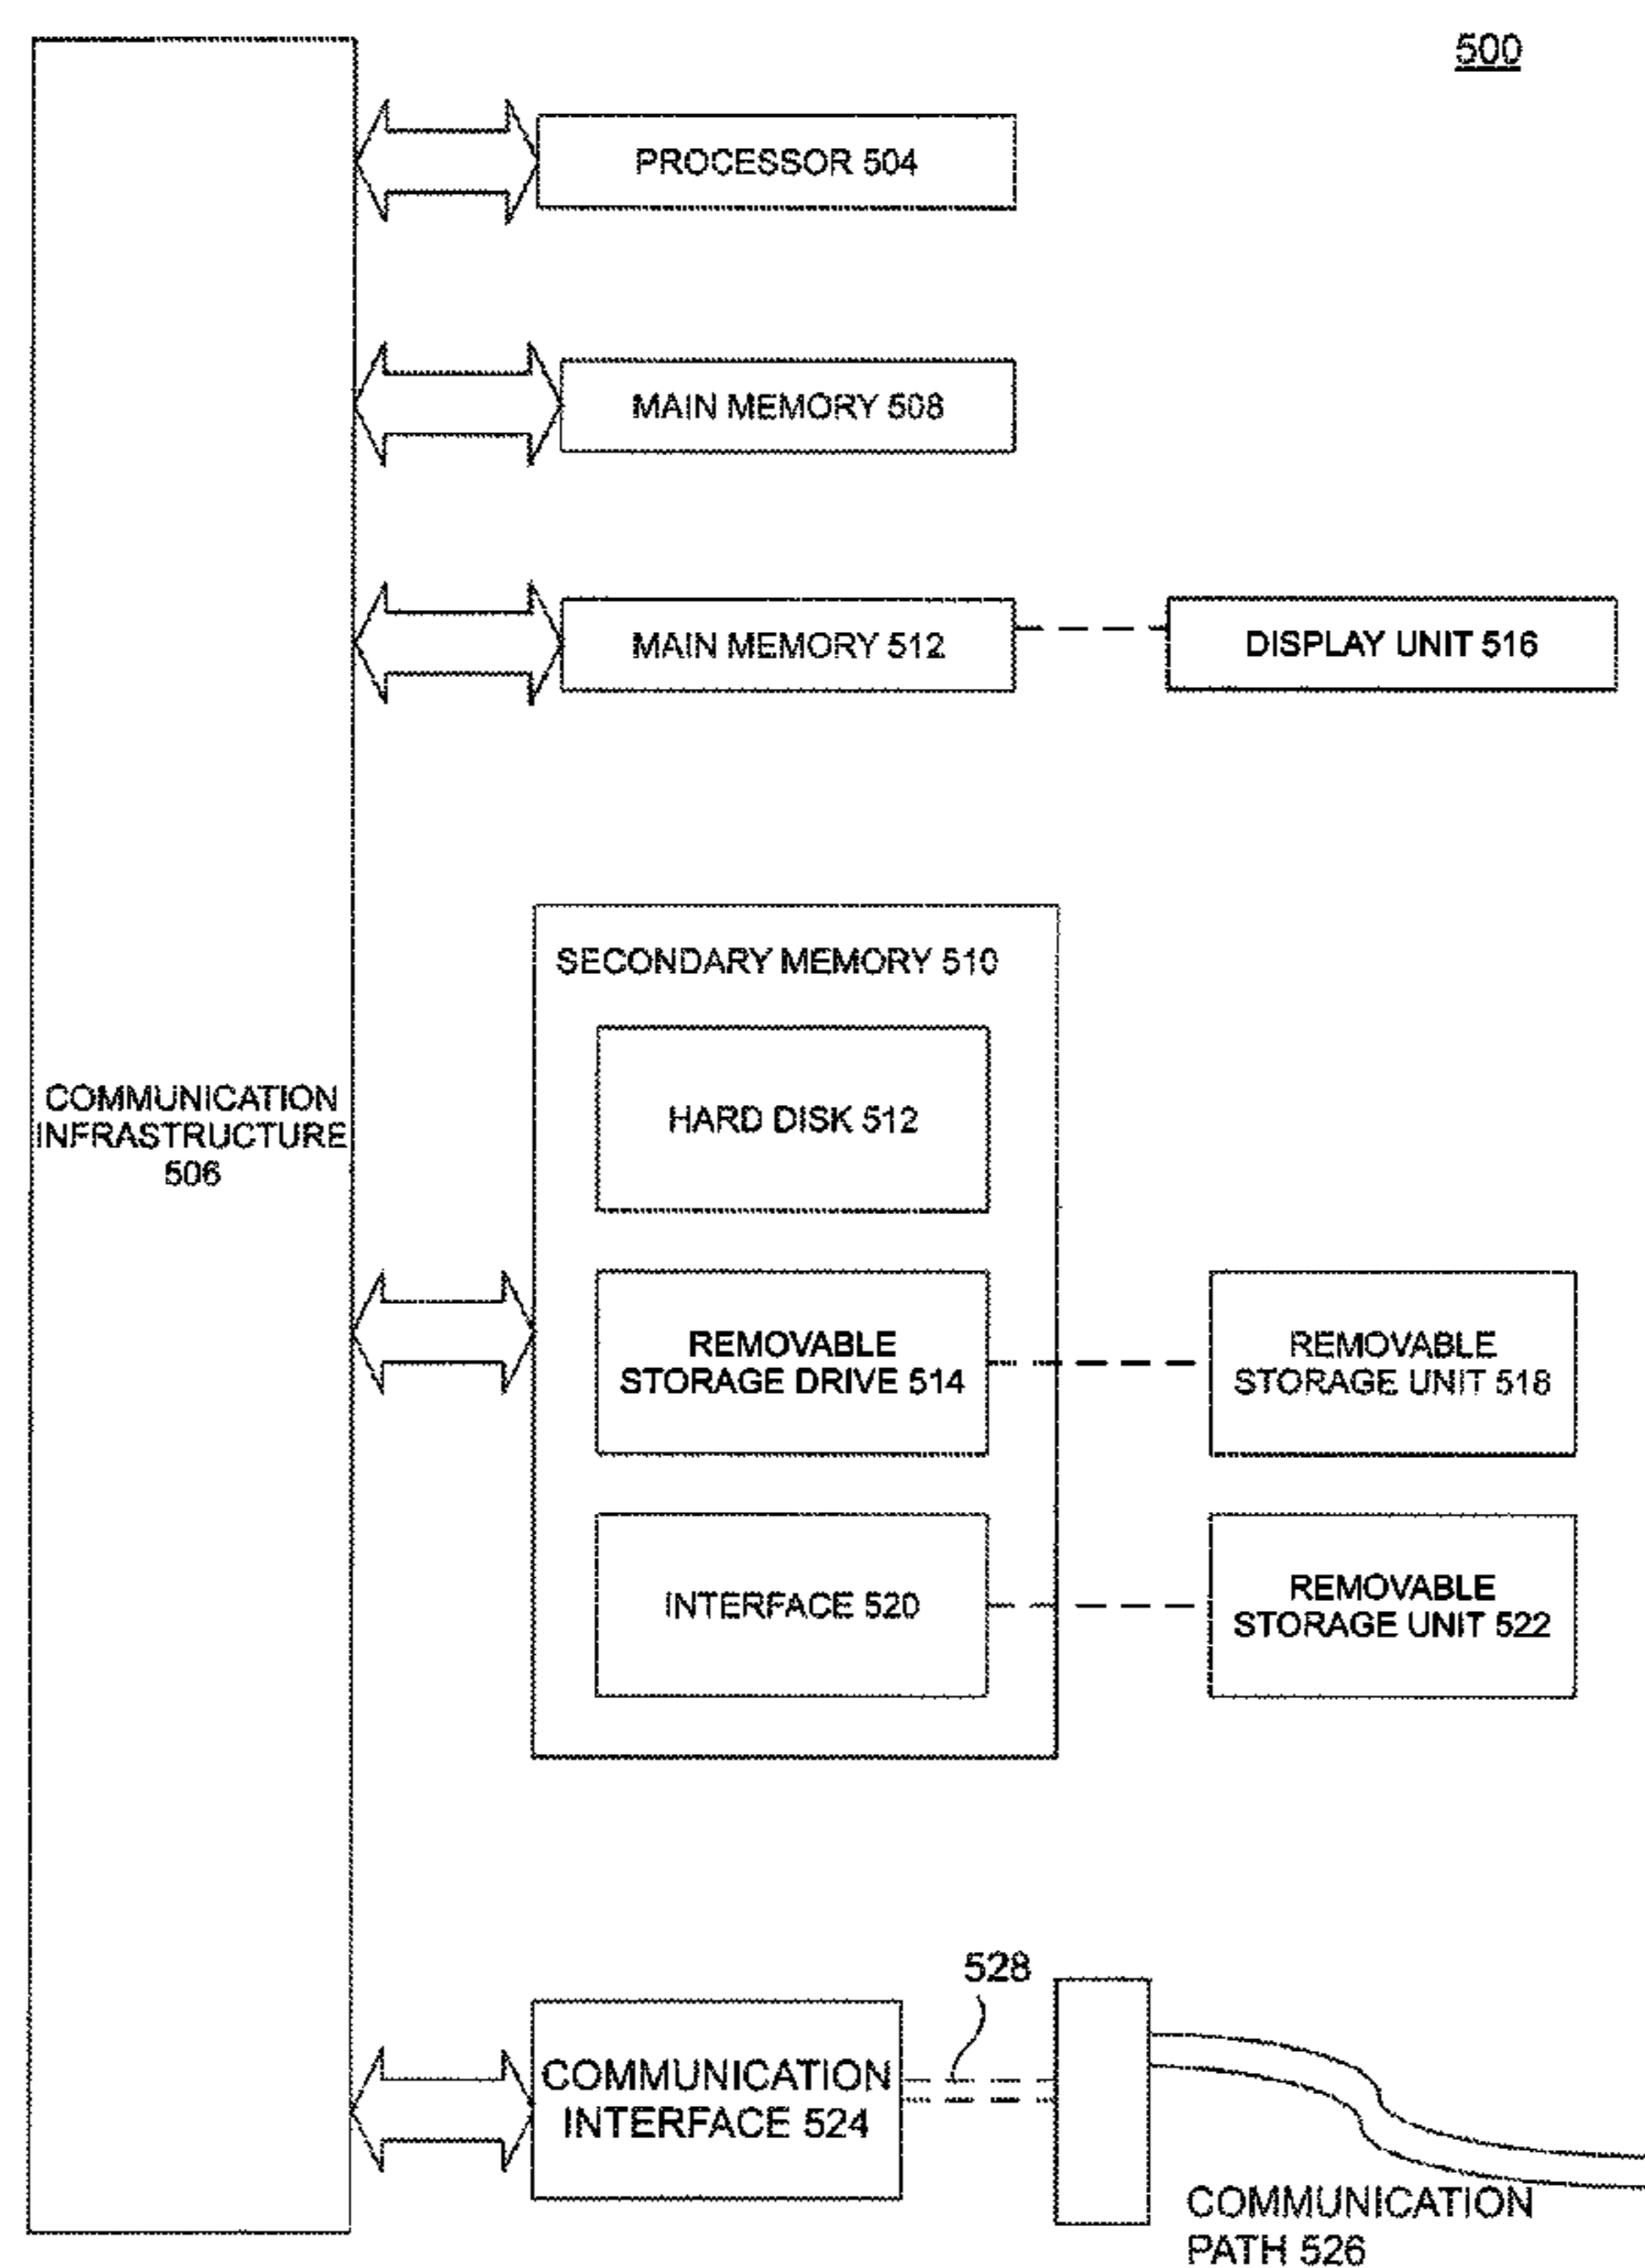 500
PROCESSOR 504
MAIN MEMORY 508
MAIN MEMORY 512
DISPLAY UNIT 516
SECONDARY MEMORY 510
HARD DISK 512
COMMUNICATION
INFRASTRUCTURE
506
REMOVABLE
STORAGE DRIVE 514
REMOVABLE
STORAGE UNIT 518
INTERFACE 520
REMOVABLE
STORAGE UNIT 522
528
COMMUNICATION
INTERFACE 524
COMMUNICATION
PATH 526